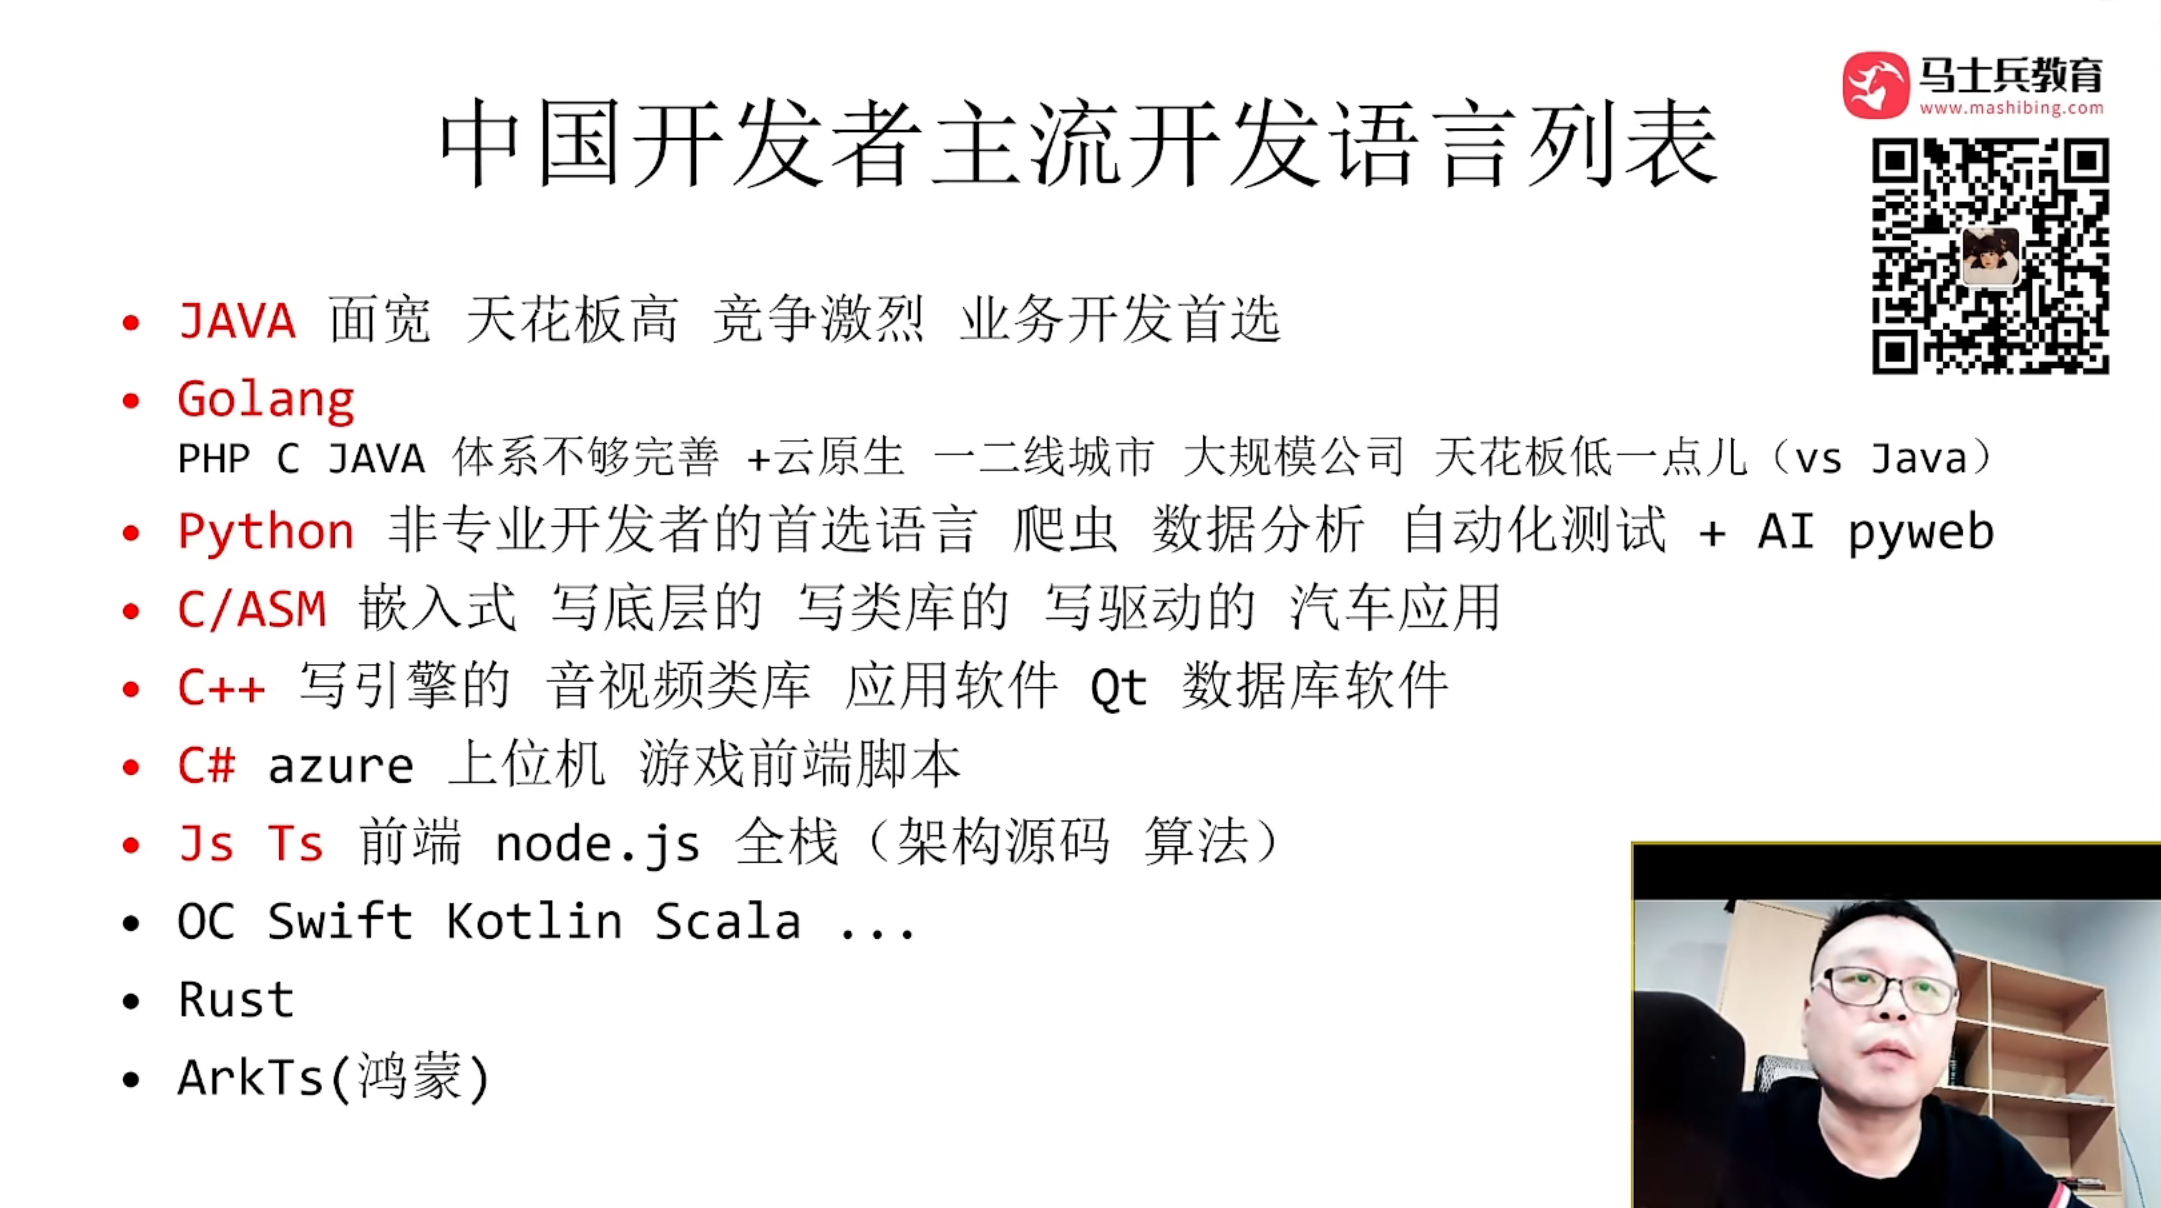 马士兵教育
www.mashibing.com
中国开发者主流开发语言列表
• JAVA 面宽 天花板高 竞争激烈 业务开发首选
• Golang
PHP C JAVA 体系不够完善 +云原生 一二线城市 大规模公司 天花板低一点儿（vs Java）
• Python 非专业开发者的首选语言 爬虫 数据分析 自动化测试 + AI pyweb
• C/ASM 嵌入式 写底层的 写类库的 写驱动的 汽车应用
• C++ 写引擎的 音视频类库 应用软件 Qt 数据库软件
• C# azure 上位机 游戏前端脚本
• Js Ts 前端 node.js 全栈（架构源码 算法）
• OC Swift Kotlin Scala ...
• Rust
• ArkTs(鸿蒙)